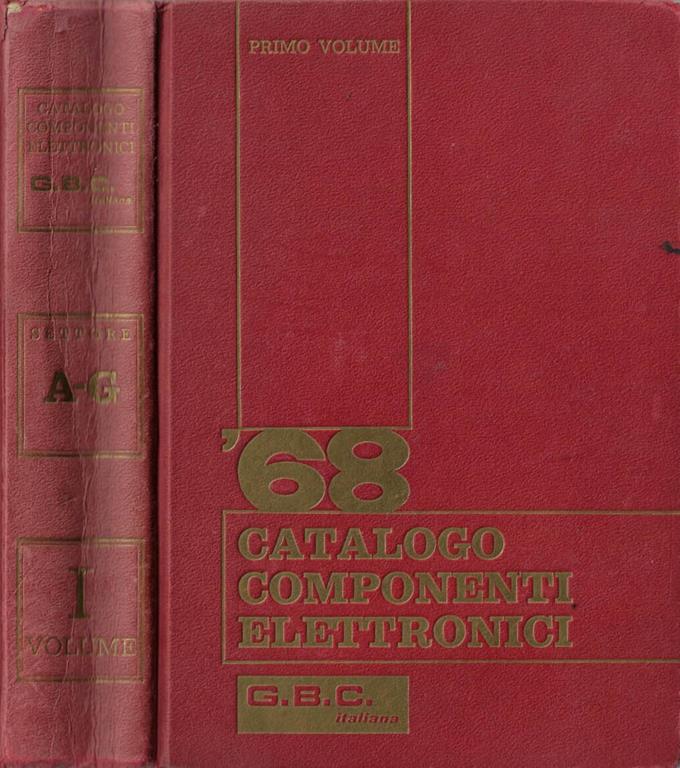 CATALOGO
COMPONENTI
ELETTRONICI
G.B.C.
italiana
SETTORE
A-G
I
VOLUME
PRIMO VOLUME
'68
CATALOGO
COMPONENTI
ELETTRONICI
G.B.C.
italiana